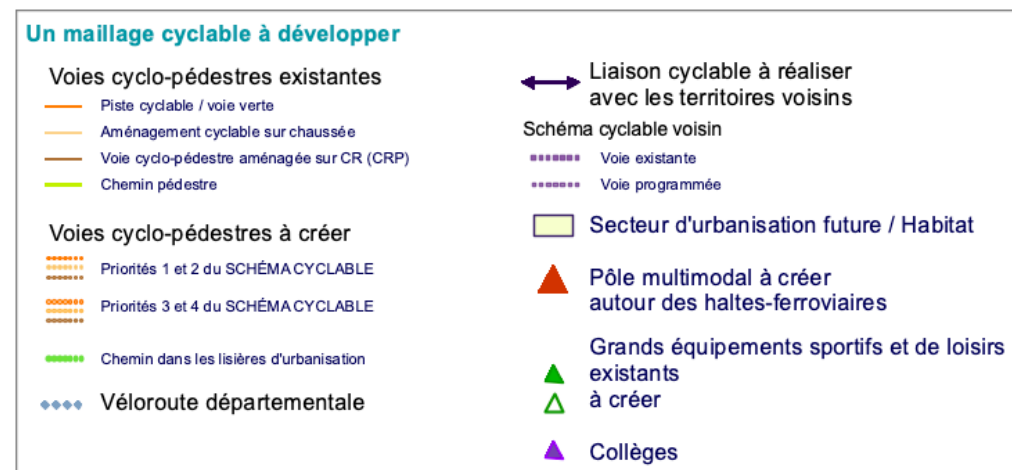 Un maillage cyclable à développer
Voies cyclo-pédestres existantes
Piste cyclable / voie verte
Aménagement cyclable sur chaussée
Voie cyclo-pédestre aménagée sur CR (CRP)
Chemin pédestre
Voies cyclo-pédestres à créer
Priorités 1 et 2 du SCHÉMA CYCLABLE
Priorités 3 et 4 du SCHÉMA CYCLABLE
Chemin dans les lisières d'urbanisation
Véloroute départementale
Liaison cyclable à réaliser
avec les territoires voisins
Schéma cyclable voisin
Voie existante
Voie programmée
Secteur d'urbanisation future / Habitat
Pôle multimodal à créer
autour des haltes-ferroviaires
Grands équipements sportifs et de loisirs
existants
à créer
Collèges